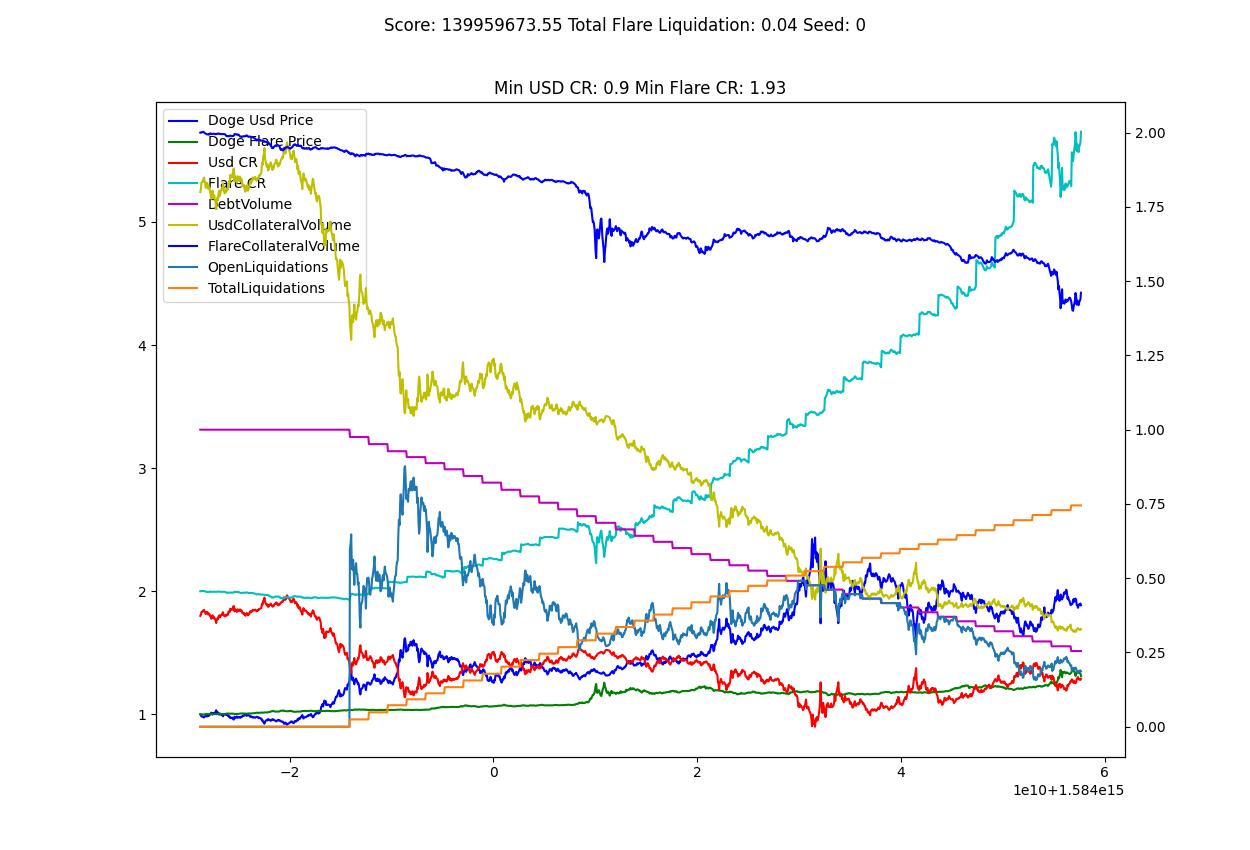 Score: 139959673.55 Total Flare Liquidation: 0.04 Seed: 0
Min USD CR: 0.9 Min Flare CR: 1.93
Doge Usd Price
Doge Flare Price
Usd CR
Flare CR
DebtVolume
UsdCollateralVolume
FlareCollateralVolume
OpenLiquidations
TotalLiquidations
5
4
3
2
1
2.00
1.75
1.50
1.25
1.00
0.75
0.50
0.25
0.00
−2
0
2
4
6
1e10+1.584e15